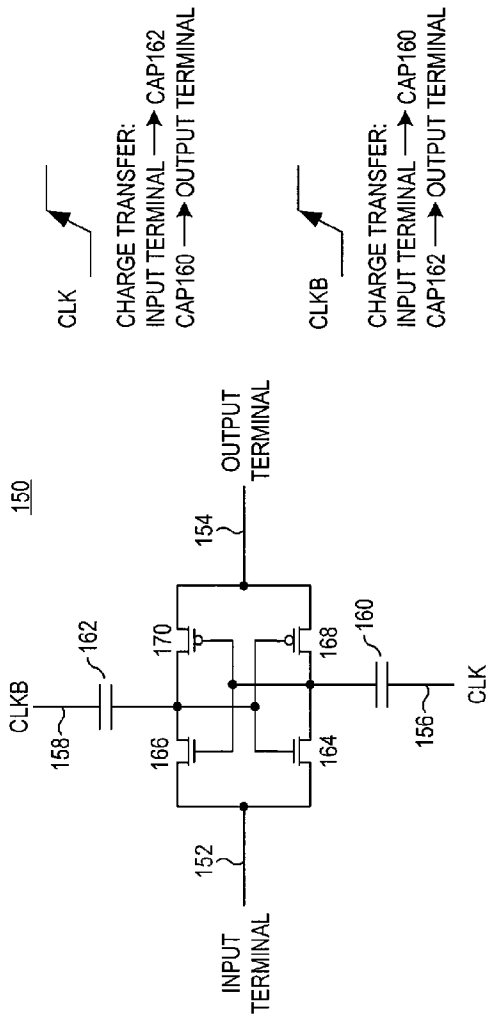 150
CLKB
158
162
166
170
152
154
INPUT
TERMINAL
OUTPUT
TERMINAL
164
168
160
156
CLK
CLK
CHARGE TRANSFER:
INPUT TERMINAL → CAP162
CAP160 → OUTPUT TERMINAL
CLKB
CHARGE TRANSFER:
INPUT TERMINAL → CAP160
CAP162 → OUTPUT TERMINAL